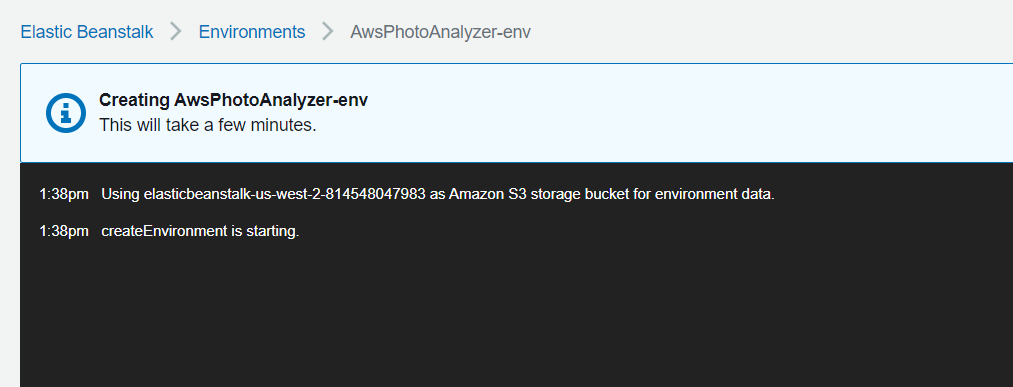 Elastic Beanstalk > Environments > AwsPhotoAnalyzer-env
Creating AwsPhotoAnalyzer-env
This will take a few minutes.
1:38pm Using elasticbeanstalk-us-west-2-814548047983 as Amazon S3 storage bucket for environment data.
1:38pm createEnvironment is starting.